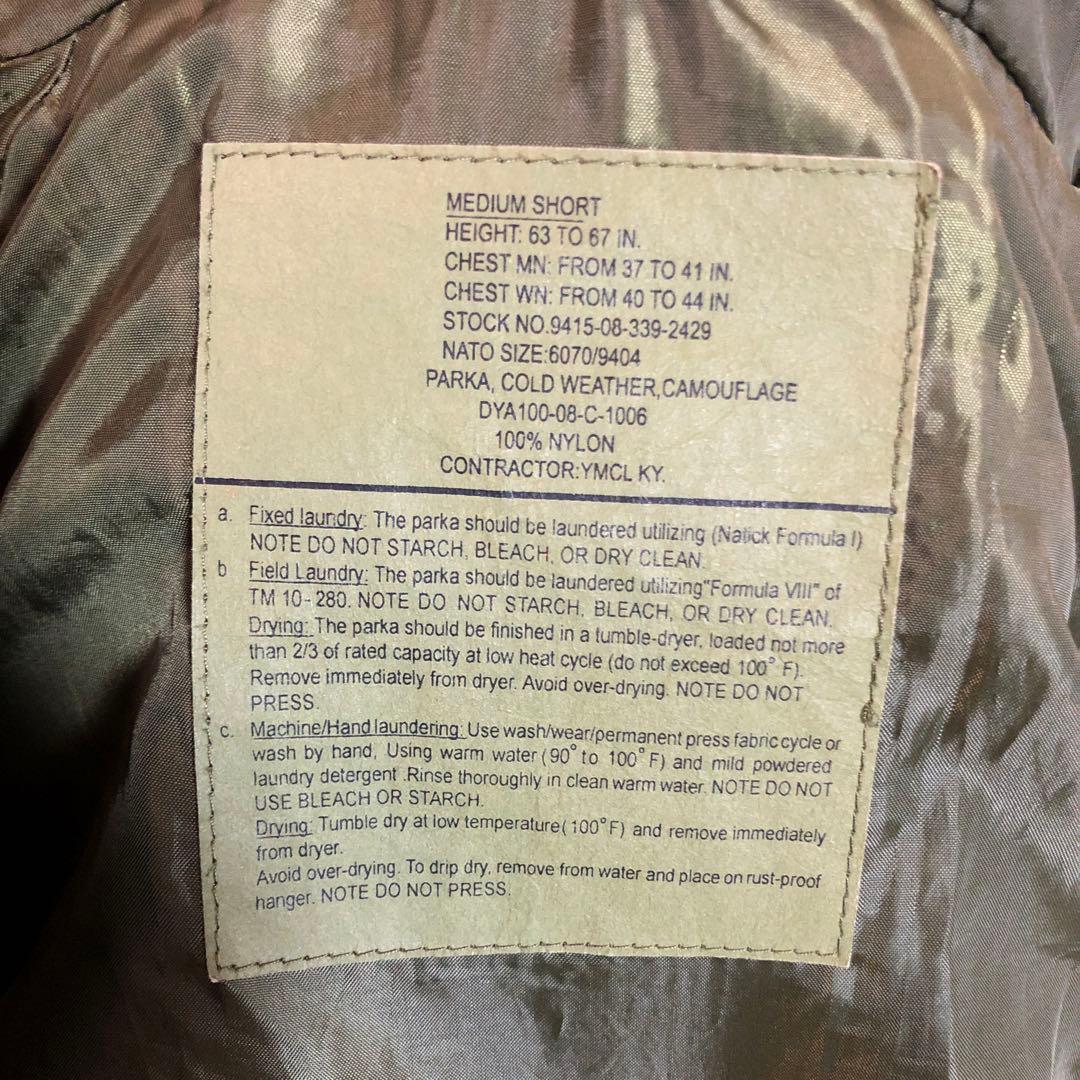 MEDIUM SHORT
HEIGHT: 63 TO 67 IN.
CHEST MN: FROM 37 TO 41 IN.
CHEST WN: FROM 40 TO 44 IN.
STOCK NO.9415-08-339-2429
NATO SIZE:6070/9404
PARKA, COLD WEATHER,CAMOUFLAGE
DYA100-08-C-1006
100% NYLON
CONTRACTOR:YMCL KY.
a. Fixed laundry: The parka should be laundered utilizing (Natick Formula I)
NOTE DO NOT STARCH, BLEACH, OR DRY CLEAN.
b Field Laundry: The parka should be laundered utilizing"Formula VIII" of
TM 10-280. NOTE DO NOT STARCH, BLEACH, OR DRY CLEAN.
Drying: The parka should be finished in a tumble-dryer, loaded not more
than 2/3 of rated capacity at low heat cycle (do not exceed 100° F).
Remove immediately from dryer. Avoid over-drying. NOTE DO NOT
PRESS.
c. Machine/Hand laundering: Use wash/wear/permanent press fabric cycle or
wash by hand, Using warm water (90° to 100° F) and mild powdered
laundry detergent .Rinse thoroughly in clean warm water. NOTE DO NOT
USE BLEACH OR STARCH.
Drying: Tumble dry at low temperature(100°F) and remove immediately
from dryer.
Avoid over-drying. To drip dry, remove from water and place on rust-proof
hanger. NOTE DO NOT PRESS.